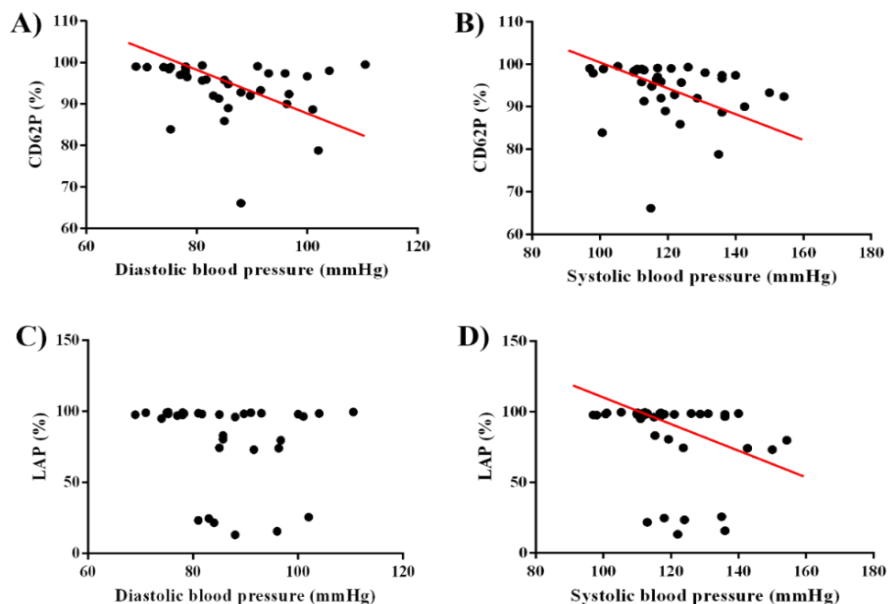 A)
CD62P (%)
110
100
90
80
70
60
60 80 100 120
Diastolic blood pressure (mmHg)
B)
CD62P (%)
110
100
90
80
70
60
80 100 120 140 160 180
Systolic blood pressure (mmHg)
C)
LAP (%)
150
100
50
0
60 80 100 120
Diastolic blood pressure (mmHg)
D)
LAP (%)
150
100
50
0
80 100 120 140 160 180
Systolic blood pressure (mmHg)